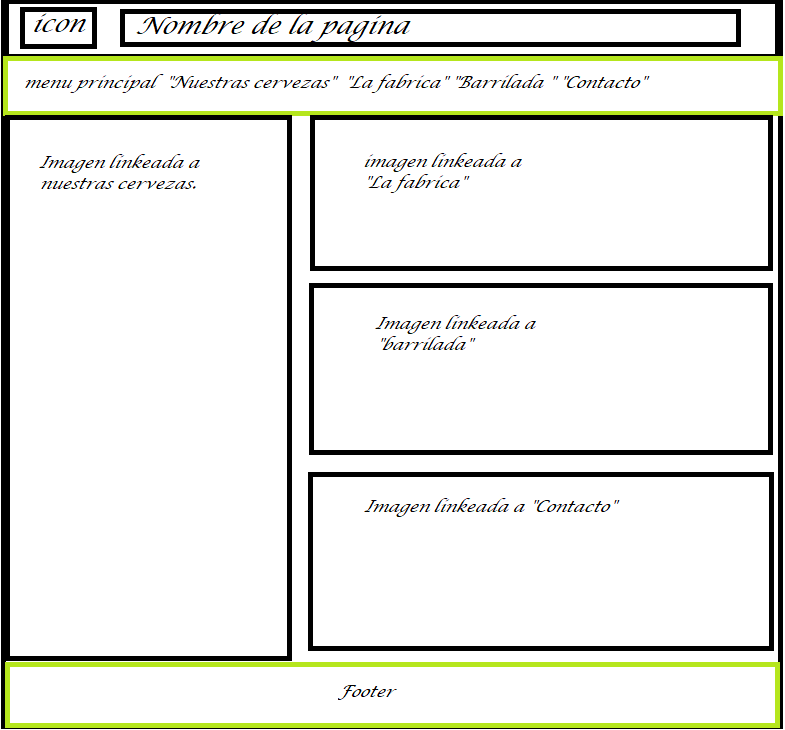 icon
Nombre de la pagina
menu principal "Nuestras cervezas" "La fabrica" "Barrilada " "Contacto"
Imagen linkeada a
nuestras cervezas.
imagen linkeada a
"La fabrica"
Imagen linkeada a
"barrilada"
Imagen linkeada a "Contacto"
Footer